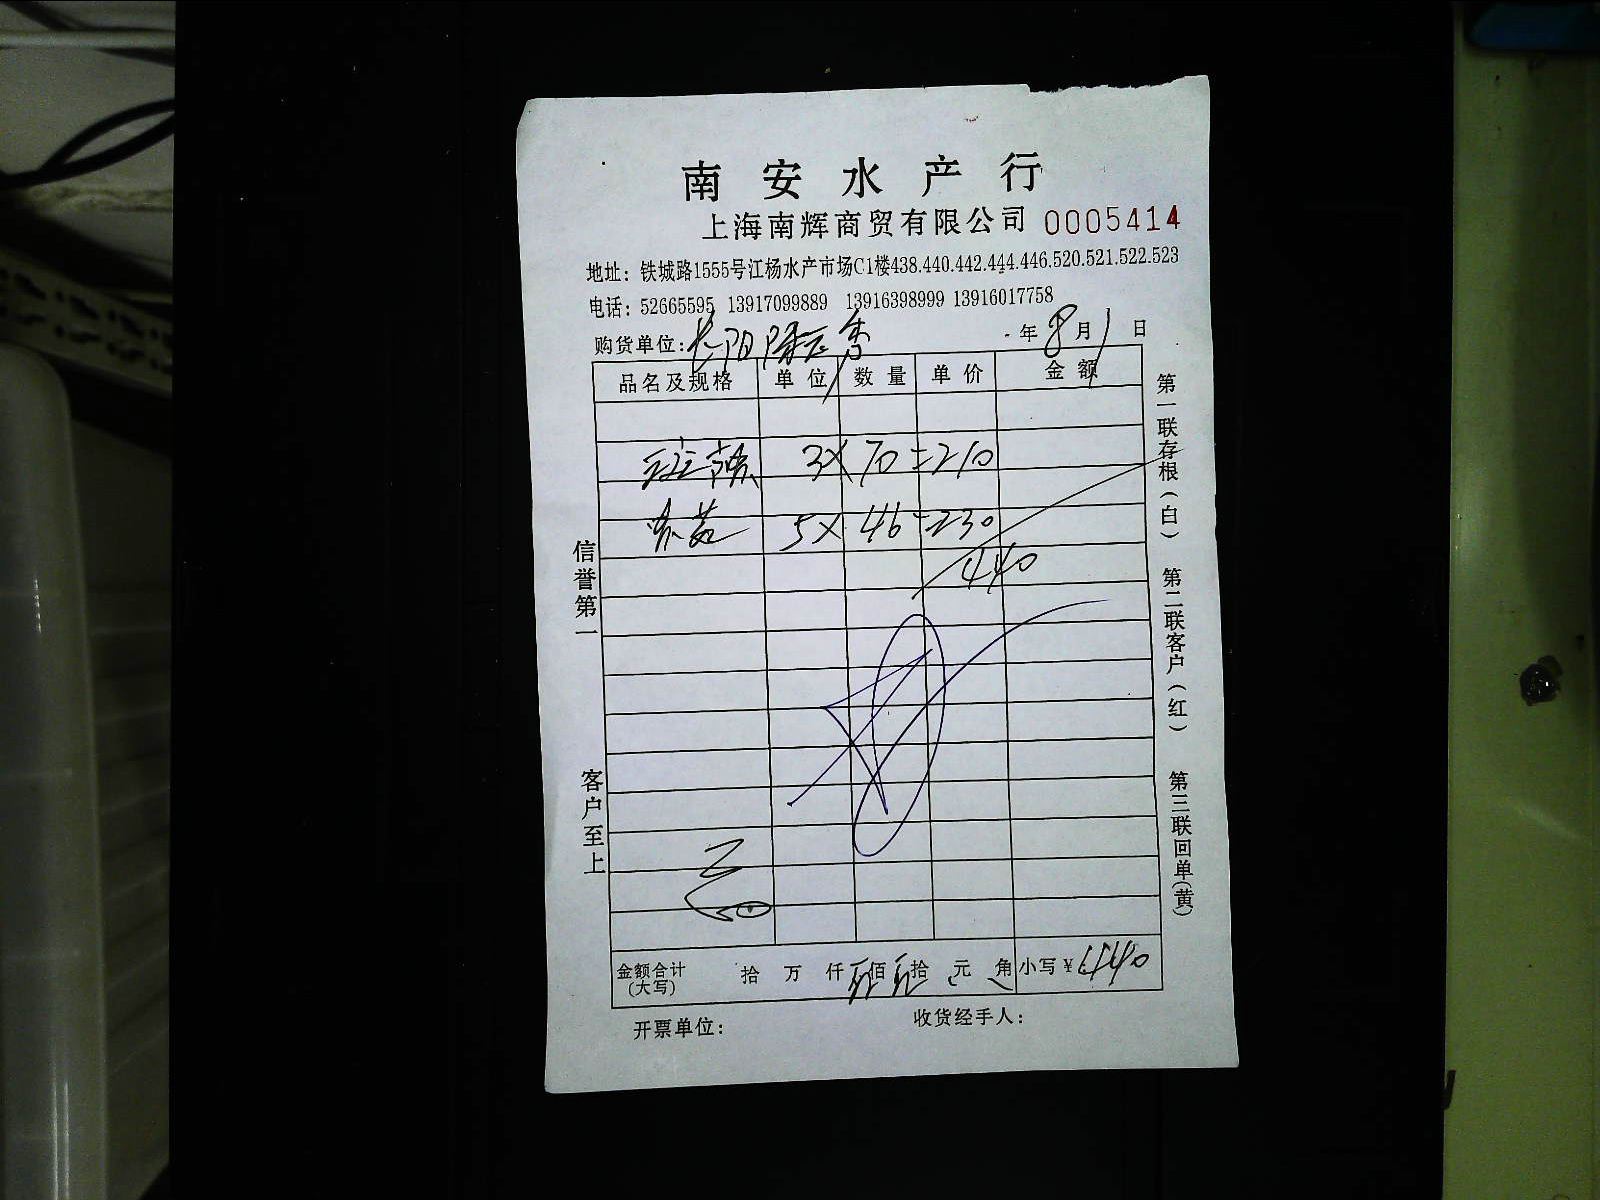 南安水产行
上海南辉商贸有限公司 0005414
地址：铁城路1555号江杨水产市场C1楼438.440.442.444.446.520.521.522.523
电话：52665595 13917099889 13916398999 13916017758
购货单位： 年8月1日
品名及规格 单位 数量 单价 金额
3×70=210
5×46=230
440
金额合计(大写) 拾 万 仟 佰 拾 元 角 小写¥440
开票单位： 收货经手人：
信誉第一
客户至上
第一联存根(白)
第二联客户(红)
第三联回单(黄)